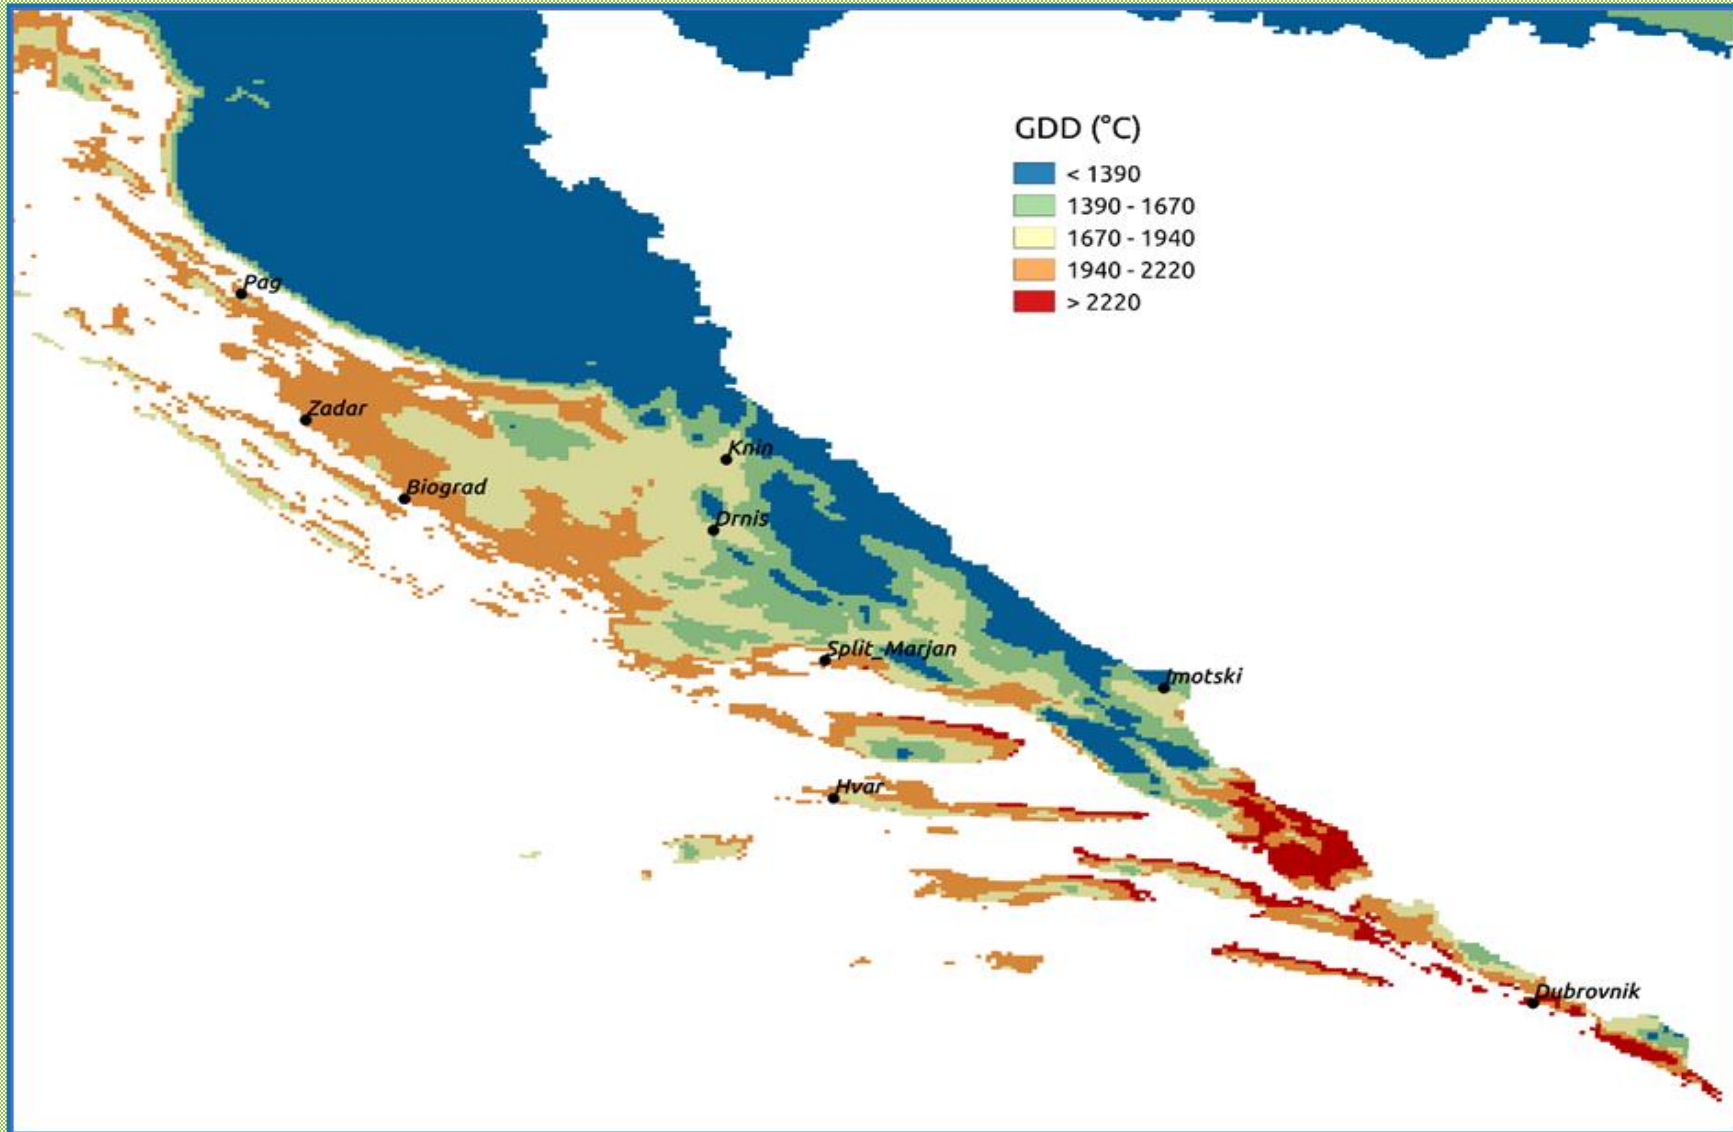 GDD (°C)
< 1390
1390 - 1670
1670 - 1940
1940 - 2220
> 2220
Pag
Zadar
Knin
Biograd
Drnis
Split_Marjan
Imotski
Hvar
Dubrovnik